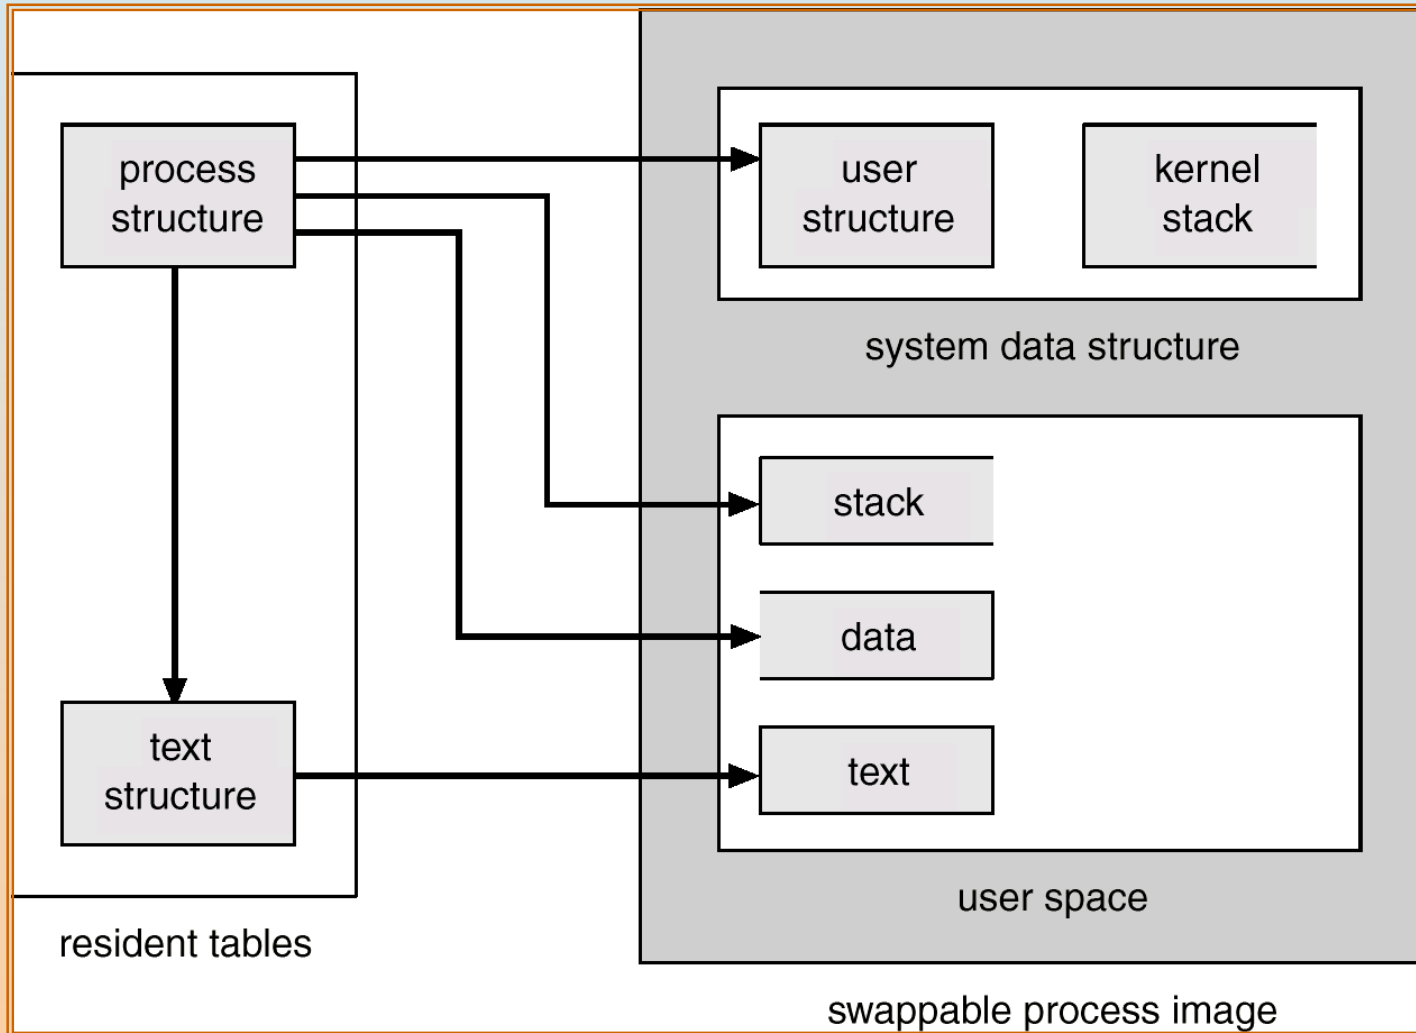 process
structure
user
structure
kernel
stack
system data structure
stack
data
text
structure
text
user space
resident tables
swappable process image